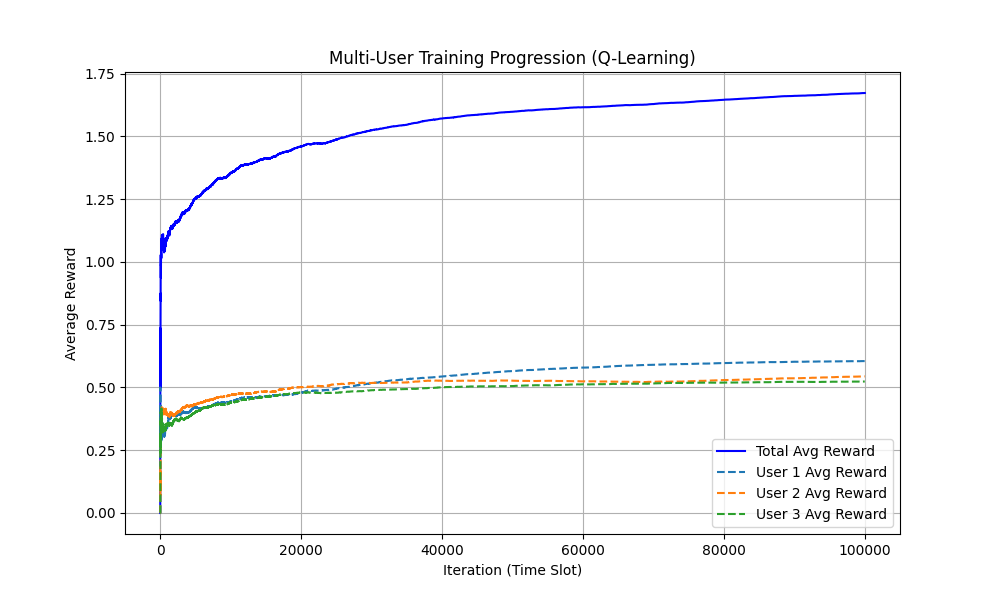 Multi-User Training Progression (Q-Learning)
1.75
1.50
1.25
1.00
0.75
0.50
0.25
0.00
Average Reward
Total Avg Reward
User 1 Avg Reward
User 2 Avg Reward
User 3 Avg Reward
0 20000 40000 60000 80000 100000
Iteration (Time Slot)